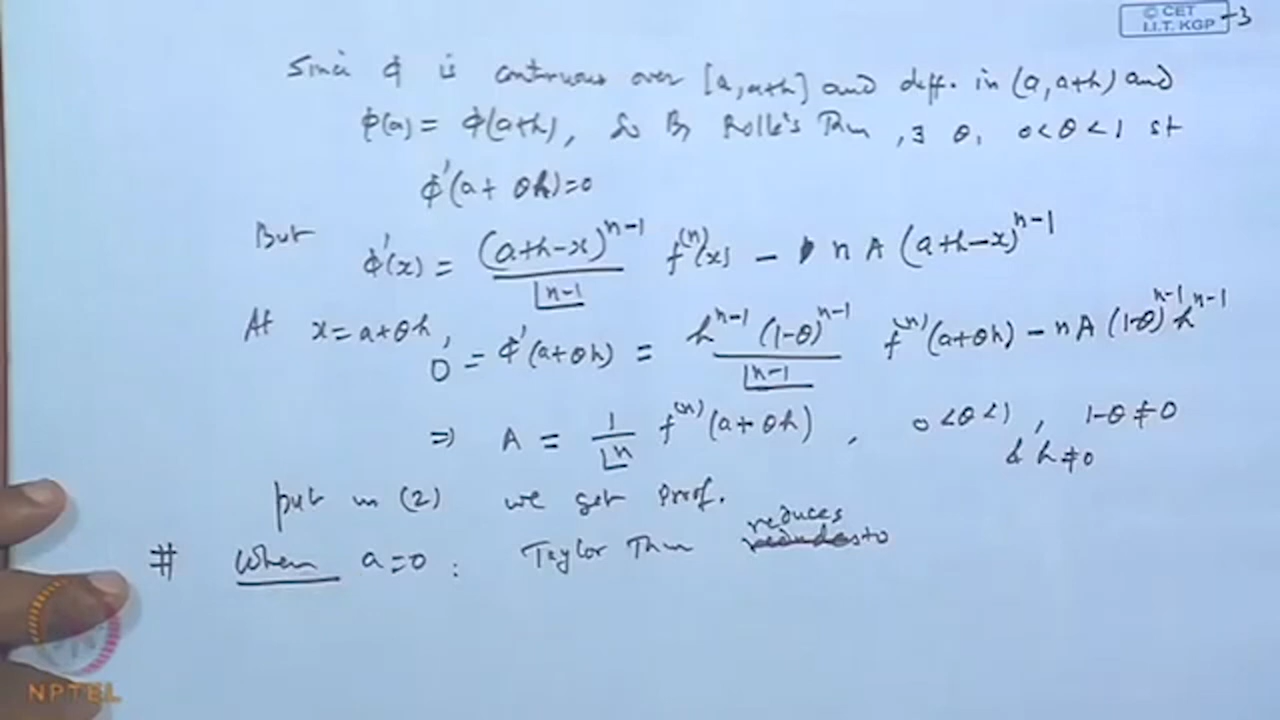 © CET
I.I.T. KGP -3
Since ϕ is continuous over [a, a+h] and diff. in (a, a+h) and
ϕ(a) = ϕ(a+h), So By Rolle's Thm, ∃ θ, 0<θ<1 st
ϕ'(a + θh)=0
But ϕ'(x) = (a+h-x)^{n-1} / ⌊n-1 f^{(n)}(x) - n A (a+h-x)^{n-1}
At x=a+θh,
0 = ϕ'(a+θh) = h^{n-1} (1-θ)^{n-1} / ⌊n-1 f^{(n)}(a+θh) - nA (1-θ)^{n-1} h^{n-1}
⇒ A = 1/⌊n f^{(n)}(a+θh), 0<θ<1, 1-θ≠0
& h≠0
put in (2) we get Proof.
# When a=0: Taylor Thm reduces to
NPTEL